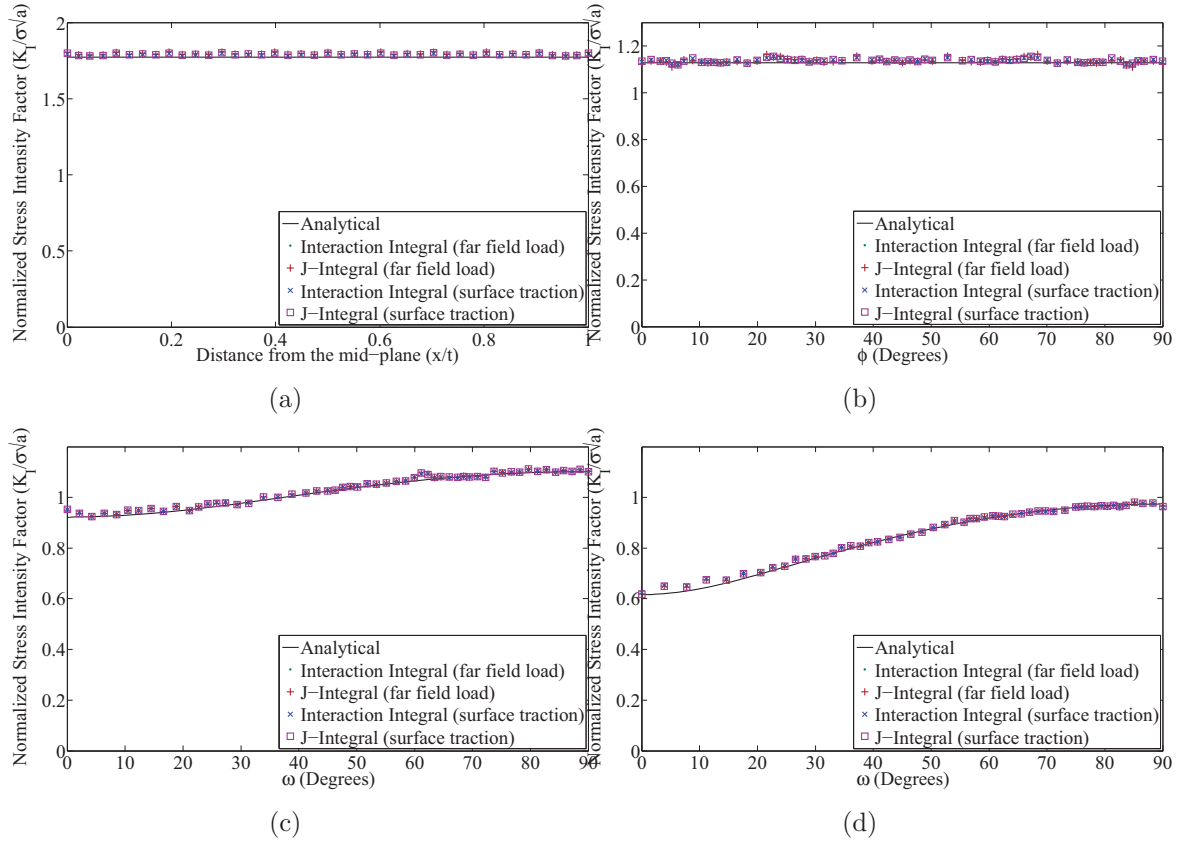 Normalized Stress Intensity Factor (K_I/σ√a)
2
1.5
1
0.5
0
0
0.2
0.4
0.6
0.8
1
Distance from the mid−plane (x/t)
Analytical
Interaction Integral (far field load)
J−Integral (far field load)
Interaction Integral (surface traction)
J−Integral (surface traction)
(a)
Normalized Stress Intensity Factor (K_I/σ√a)
1.2
1
0.8
0.6
0.4
0.2
0
0
10
20
30
40
50
60
70
80
90
ϕ (Degrees)
Analytical
Interaction Integral (far field load)
J−Integral (far field load)
Interaction Integral (surface traction)
J−Integral (surface traction)
(b)
Normalized Stress Intensity Factor (K_I/σ√a)
1
0.8
0.6
0.4
0.2
0
0
10
20
30
40
50
60
70
80
90
ω (Degrees)
Analytical
Interaction Integral (far field load)
J−Integral (far field load)
Interaction Integral (surface traction)
J−Integral (surface traction)
(c)
Normalized Stress Intensity Factor (K_I/σ√a)
1
0.8
0.6
0.4
0.2
0
0
10
20
30
40
50
60
70
80
90
ω (Degrees)
Analytical
Interaction Integral (far field load)
J−Integral (far field load)
Interaction Integral (surface traction)
J−Integral (surface traction)
(d)